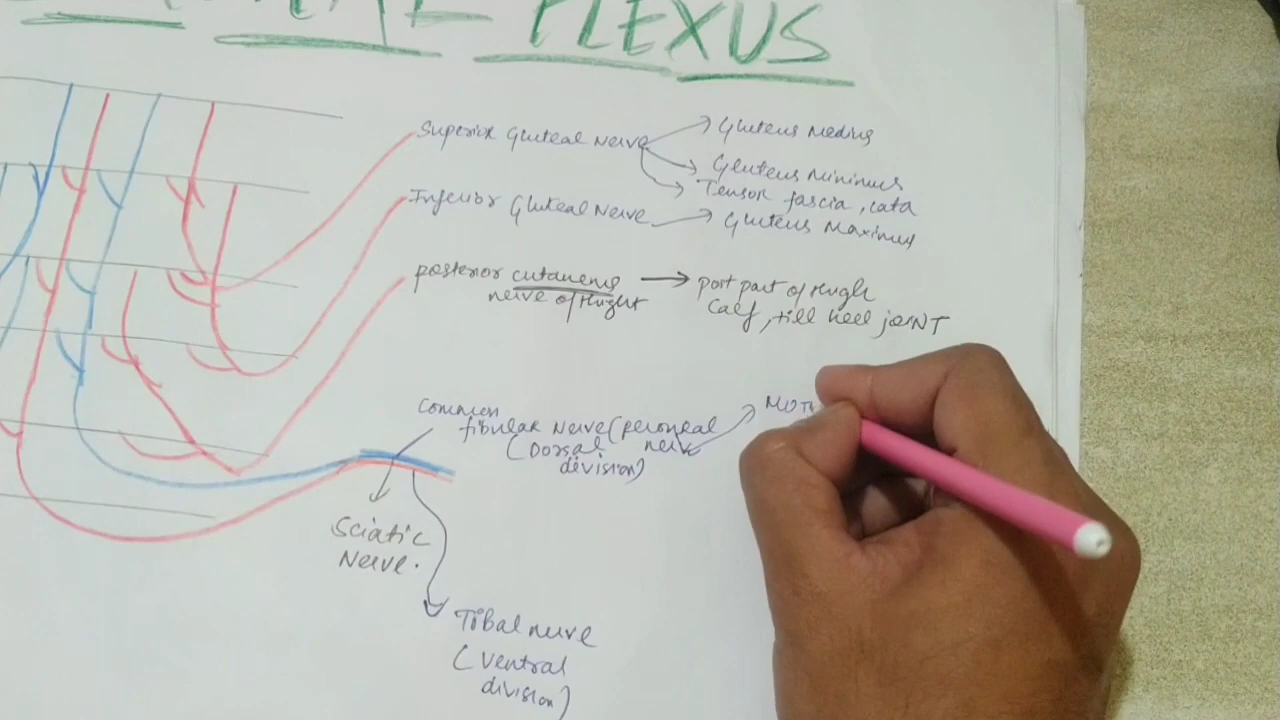 PLEXUS
Superior Gluteal Nerve
Gluteus Medius
Gluteus Minimus
Tensor fascia, lata
Inferior Gluteal Nerve
Gluteus Maximus
posterior cutaneous
nerve of
post part of thigh
Calf, till heel joINT
Common
fibular Nerve (peroneal
(Dorsal nerve
division)
MOT
Sciatic
Nerve.
Tibal nerve
(ventral
division)